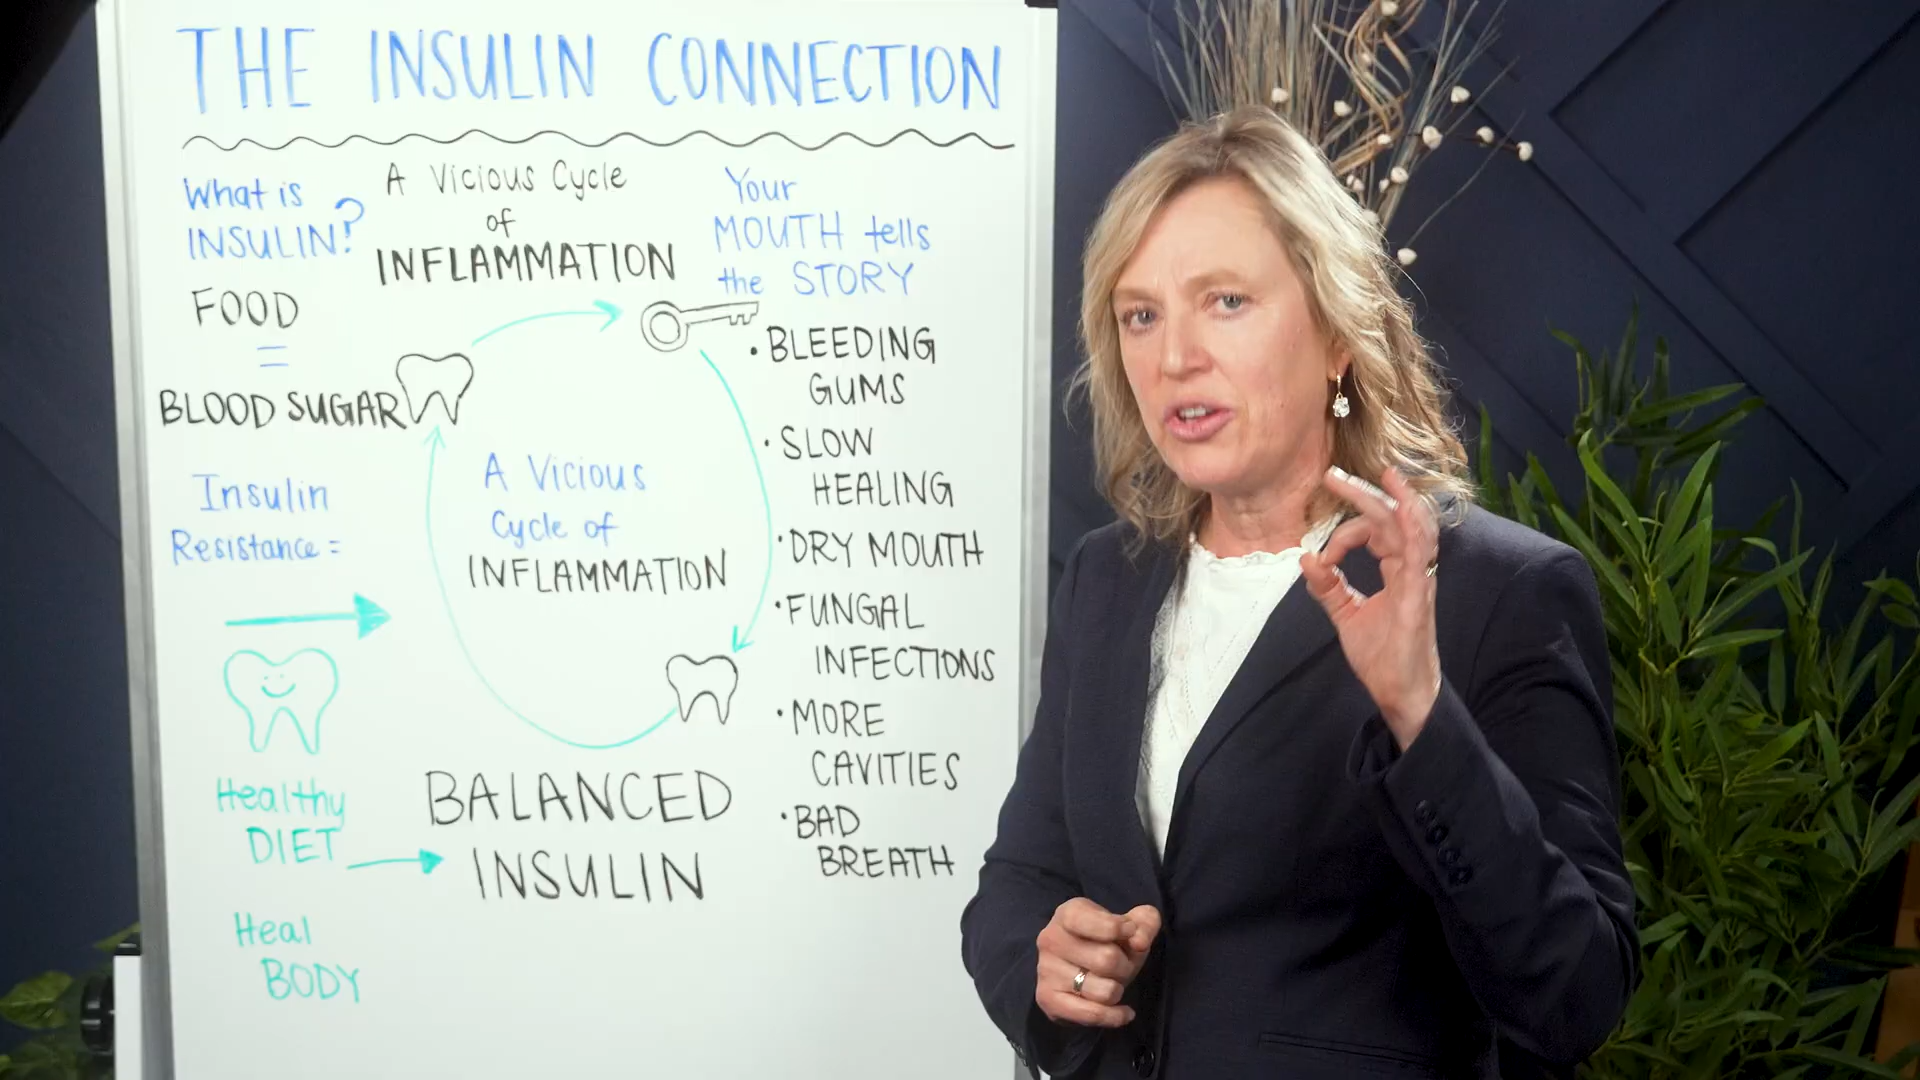 THE INSULIN CONNECTION
What is
INSULIN?
FOOD
=
BLOOD SUGAR
Insulin
Resistance =
Healthy
DIET
Heal
BODY
A Vicious Cycle
of
INFLAMMATION
A Vicious
Cycle of
INFLAMMATION
BALANCED
INSULIN
Your
MOUTH tells
the STORY
• BLEEDING
GUMS
• SLOW
HEALING
• DRY MOUTH
• FUNGAL
INFECTIONS
• MORE
CAVITIES
• BAD
BREATH